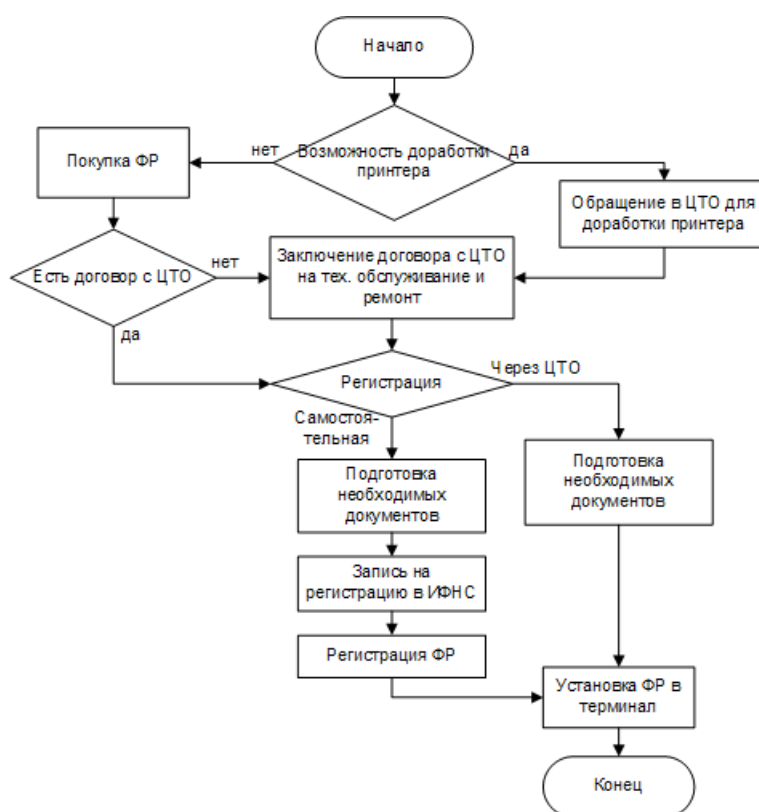 Начало
Возможность доработки
принтера
нет
да
Покупка ФР
Обращение в ЦТО для
доработки принтера
Есть договор с ЦТО
нет
да
Заключение договора с ЦТО
на тех. обслуживание и
ремонт
Регистрация
Через ЦТО
Самостоя-
тельная
Подготовка
необходимых
документов
Подготовка
необходимых
документов
Запись на
регистрацию в ИФНС
Регистрация ФР
Установка ФР в
терминал
Конец